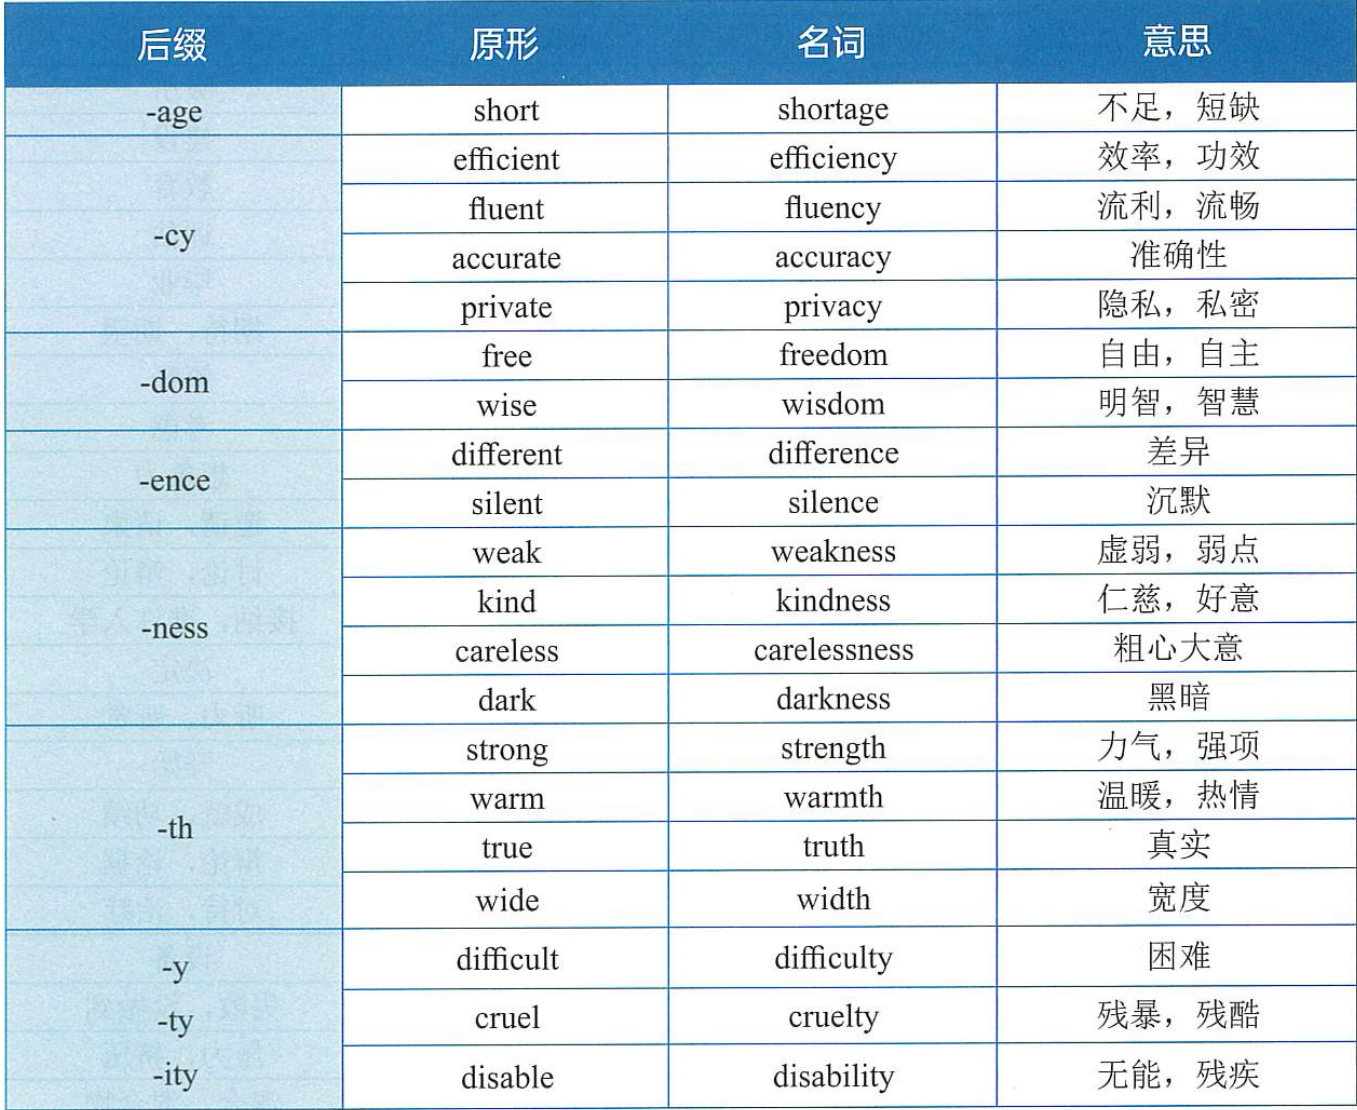 后缀 原形 名词 意思
-age short shortage 不足，短缺
-cy efficient efficiency 效率，功效
fluent fluency 流利，流畅
accurate accuracy 准确性
private privacy 隐私，私密
-dom free freedom 自由，自主
wise wisdom 明智，智慧
-ence different difference 差异
silent silence 沉默
-ness weak weakness 虚弱，弱点
kind kindness 仁慈，好意
careless carelessness 粗心大意
dark darkness 黑暗
-th strong strength 力气，强项
warm warmth 温暖，热情
true truth 真实
wide width 宽度
-y difficult difficulty 困难
-ty cruel cruelty 残暴，残酷
-ity disable disability 无能，残疾